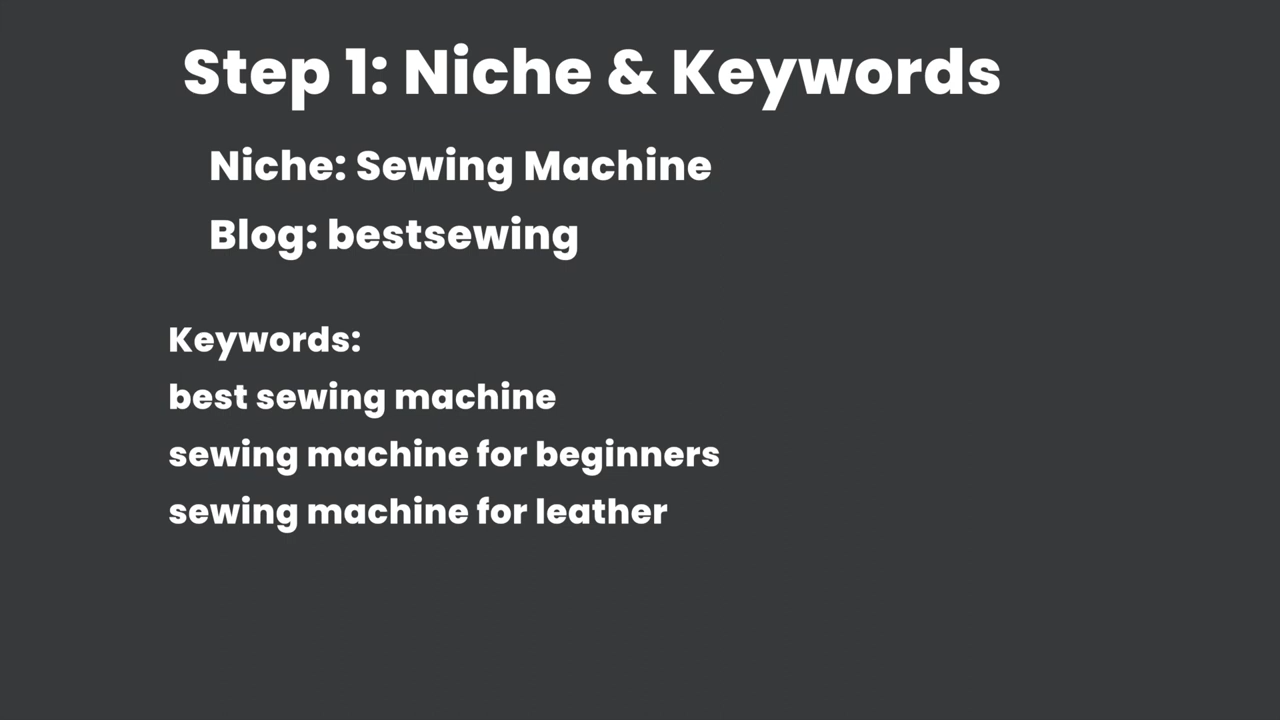 Step 1: Niche & Keywords
Niche: Sewing Machine
Blog: bestsewing
Keywords:
best sewing machine
sewing machine for beginners
sewing machine for leather